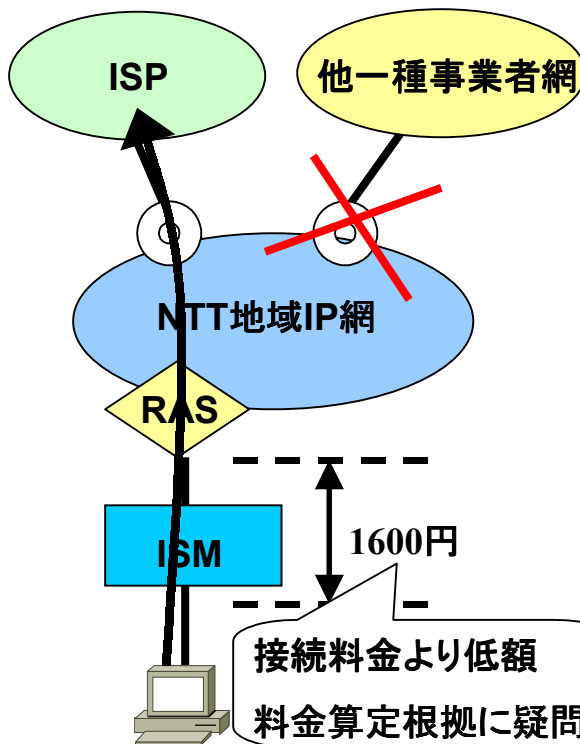 ISP
他一種事業者網
NTT地域IP網
RAS
ISM
1600円
接続料金より低額
料金算定根拠に疑問